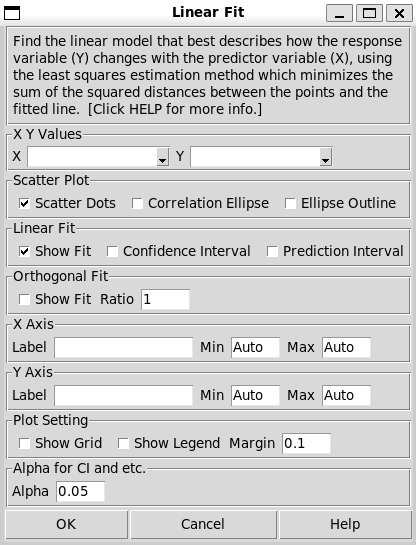 Linear Fit
Find the linear model that best describes how the response
variable (Y) changes with the predictor variable (X), using
the least squares estimation method which minimizes the
sum of the squared distances between the points and the
fitted line.  [Click HELP for more info.]
X Y Values
X Y
Scatter Plot
Scatter Dots Correlation Ellipse Ellipse Outline
Linear Fit
Show Fit Confidence Interval Prediction Interval
Orthogonal Fit
Show Fit Ratio 1
X Axis
Label Min Auto Max Auto
Y Axis
Label Min Auto Max Auto
Plot Setting
Show Grid Show Legend Margin 0.1
Alpha for CI and etc.
Alpha 0.05
OK Cancel Help